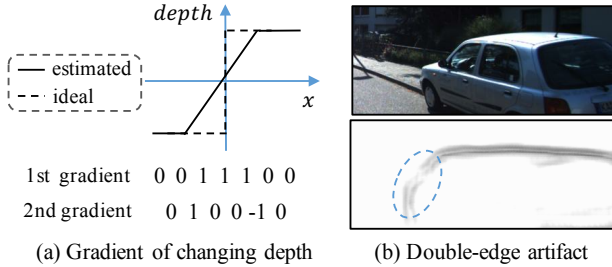 depth
estimated
ideal
x
1st gradient 0 0 1 1 1 0 0
2nd gradient 0 1 0 0 -1 0
(a) Gradient of changing depth
(b) Double-edge artifact